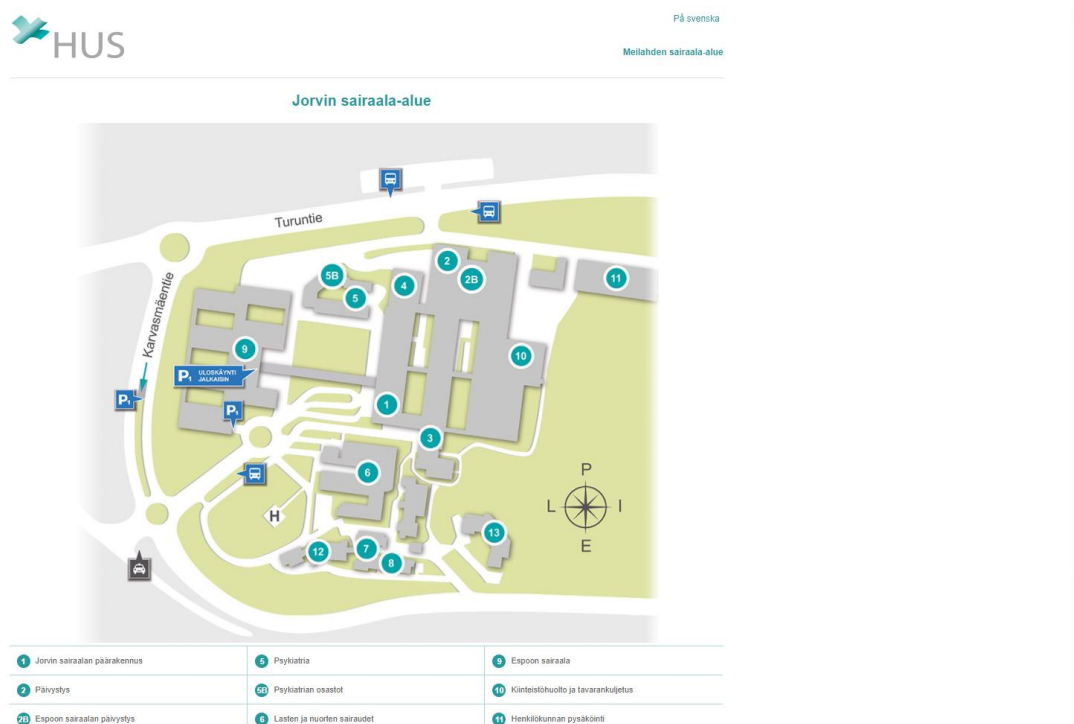 På svenska
HUS
Meilahden sairaala-alue
Jorvin sairaala-alue
Turuntie
Karvasmäentie
2
2B
5B
5
4
11
9
10
P1 ULOSKÄYNTI
JALKAISIN
P1
P1
1
3
6
H
P
L I
E
13
12
7
8
1 Jorvin sairaalan päärakennus
5 Psykiatria
9 Espoon sairaala
2 Päivystys
5B Psykiatrian osastot
10 Kiinteistöhuolto ja tavarankuljetus
2B Espoon sairaalan päivystys
6 Lasten ja nuorten sairaudet
11 Henkilökunnan pysäköinti